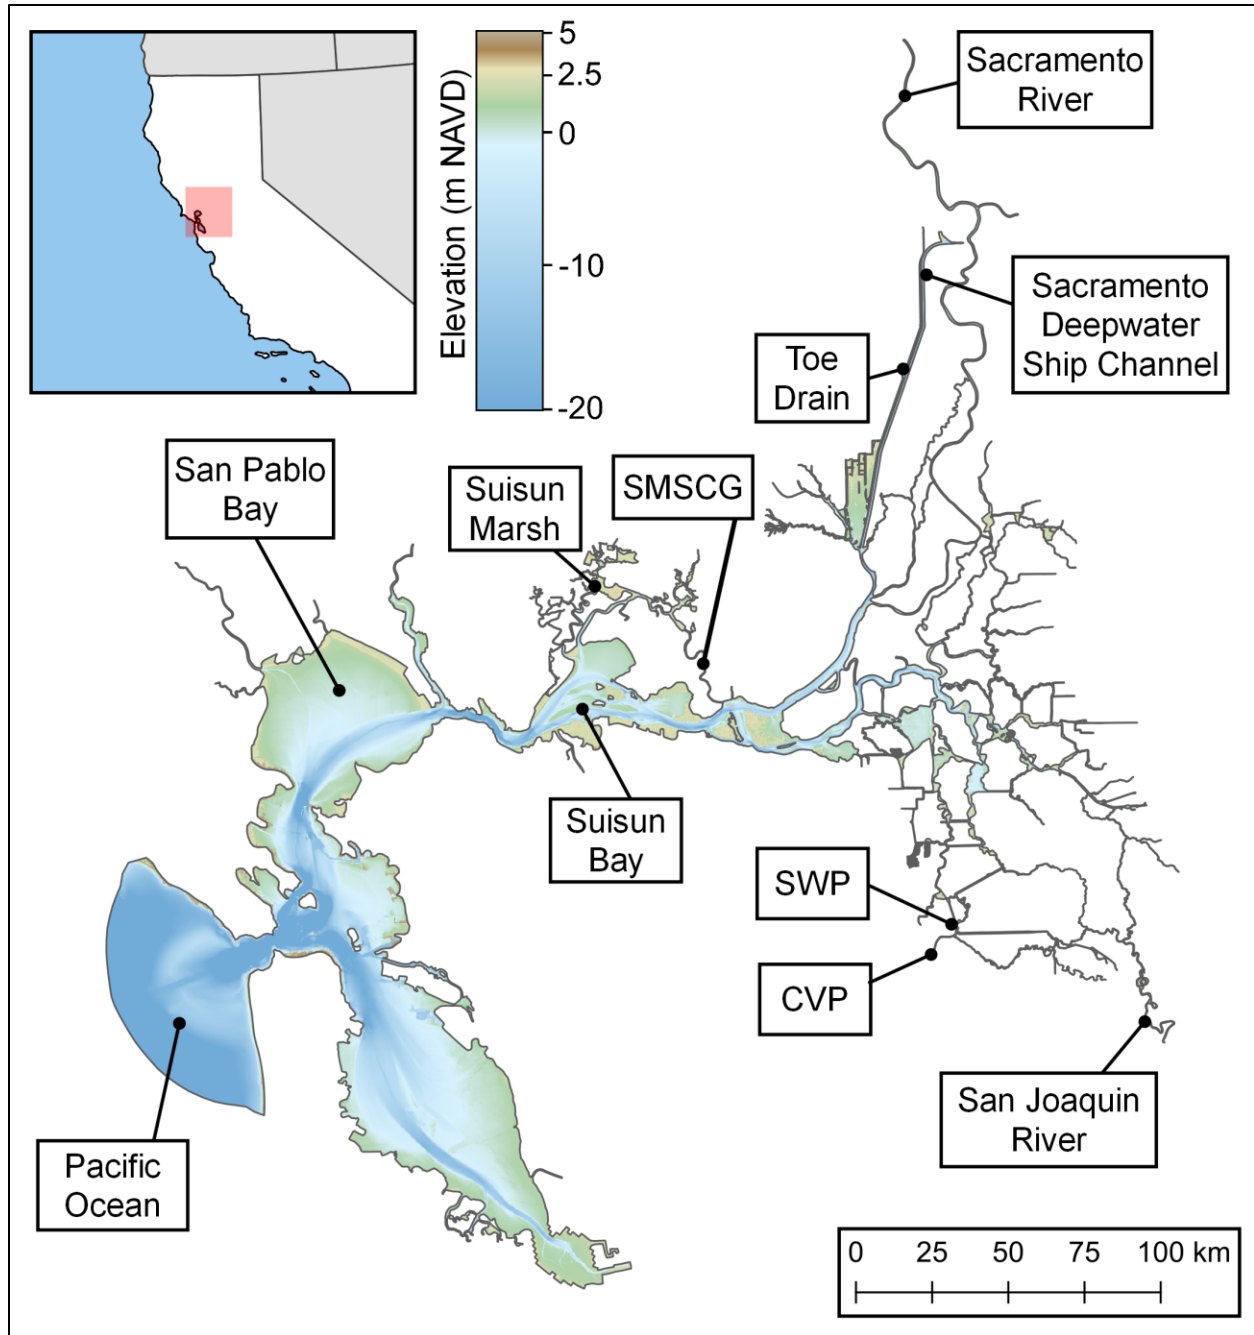 Elevation (m NAVD)
5
2.5
0
-10
-20
Sacramento
River
Sacramento
Deepwater
Ship Channel
Toe
Drain
San Pablo
Bay
Suisun
Marsh
SMSCG
Suisun
Bay
SWP
CVP
San Joaquin
River
Pacific
Ocean
0 25 50 75 100 km